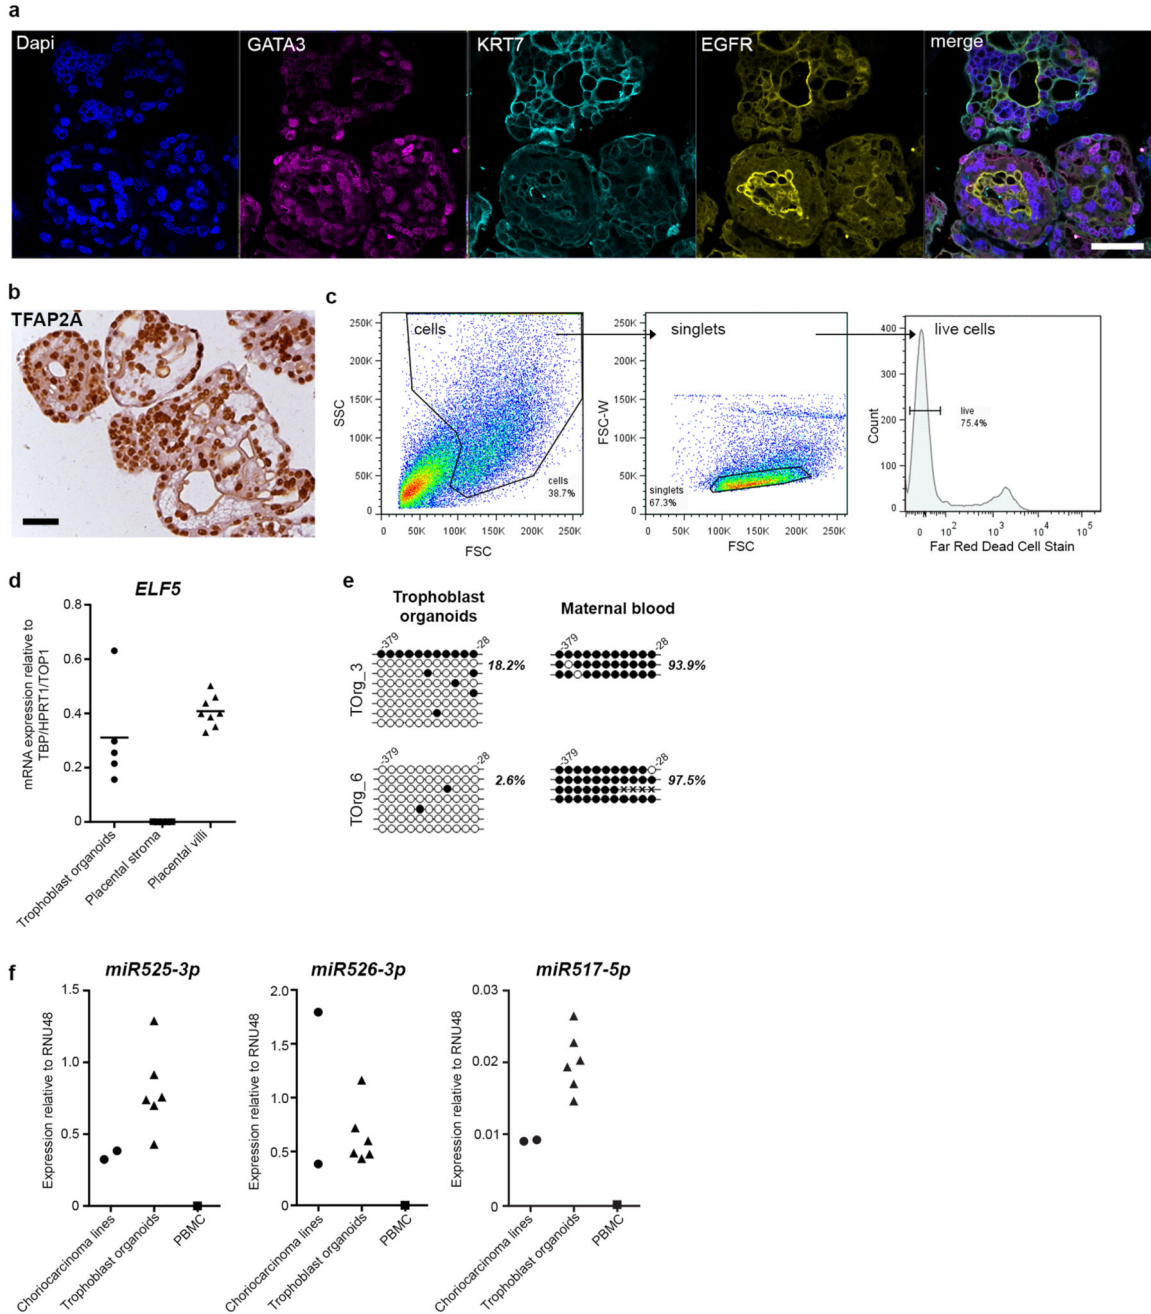 a
Dapi GATA3 KRT7 EGFR merge
b
TFAP2A
c
cells
singlets
live cells
250K
200K
150K
100K
50K
0
SSC
0 50K 100K 150K 200K 250K
FSC
cells
38.7%
250K
200K
150K
100K
50K
0
FSC-W
singlets
67.3%
0 50K 100K 150K 200K 250K
FSC
400
300
200
100
0
Count
live
75.4%
0 10² 10³ 10⁴ 10⁵
Far Red Dead Cell Stain
d
ELF5
0.8
0.6
0.4
0.2
0
mRNA expression relative to
TBP/HPRT1/TOP1
Trophoblast organoids
Placental stroma
Placental villi
e
Trophoblast
organoids
Maternal blood
TOrg_3
-379 -28
18.2%
-379 -28
93.9%
TOrg_6
-379 -28
2.6%
-379 -28
97.5%
f
miR525-3p
1.5
1.0
0.5
0
Expression relative to RNU48
Choriocarcinoma lines
Trophoblast organoids
PBMC
miR526-3p
2.0
1.5
1.0
0.5
0
Expression relative to RNU48
Choriocarcinoma lines
Trophoblast organoids
PBMC
miR517-5p
0.03
0.02
0.01
0
Expression relative to RNU48
Choriocarcinoma lines
Trophoblast organoids
PBMC